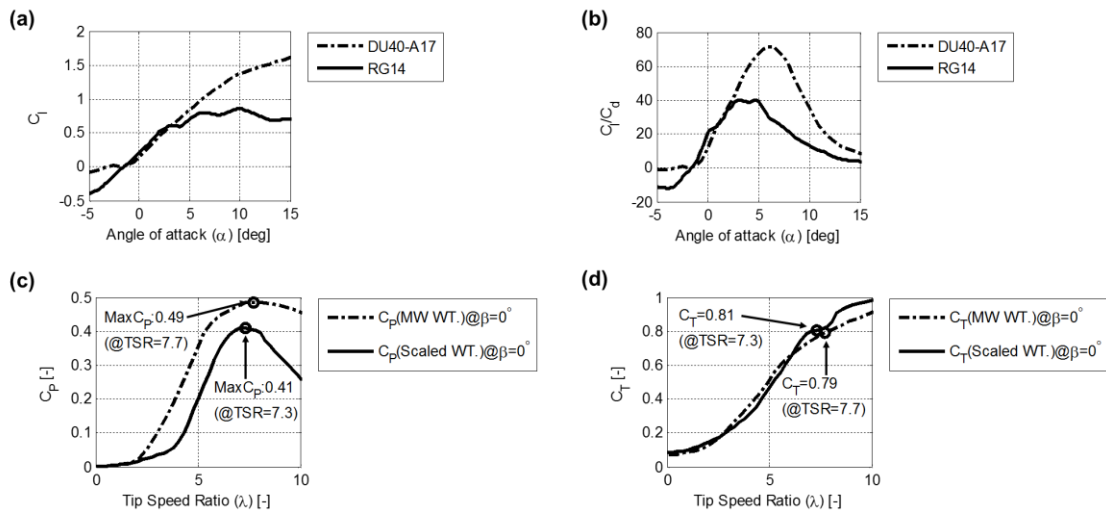 (a)
2
1.5
1
0.5
0
-0.5
C_l
-5 0 5 10 15
Angle of attack (α) [deg]
DU40-A17
RG14
(b)
80
60
40
20
0
-20
C_l/C_d
-5 0 5 10 15
Angle of attack (α) [deg]
DU40-A17
RG14
(c)
0.5
0.4
0.3
0.2
0.1
0
C_P [-]
0 5 10
Tip Speed Ratio (λ) [-]
MaxC_P:0.49
(@TSR=7.7)
MaxC_P:0.41
(@TSR=7.3)
C_P(MW WT.)@β=0°
C_P(Scaled WT.)@β=0°
(d)
1
0.8
0.6
0.4
0.2
0
C_T [-]
0 5 10
Tip Speed Ratio (λ) [-]
C_T=0.81
(@TSR=7.3)
C_T=0.79
(@TSR=7.7)
C_T(MW WT.)@β=0°
C_T(Scaled WT.)@β=0°